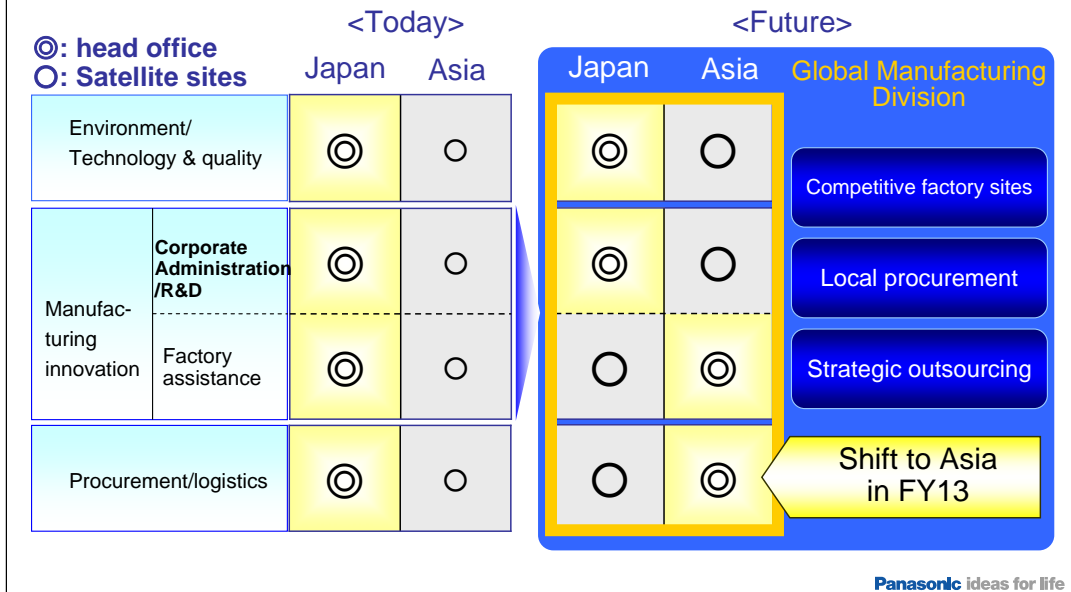 <Today>
<Future>
◎: head office
○: Satellite sites
Japan
Asia
Japan
Asia
Global Manufacturing
Division
Environment/
Technology & quality
◎
○
◎
○
Competitive factory sites
Manufac-
turing
innovation
Corporate
Administration
/R&D
◎
○
◎
○
Local procurement
Factory
assistance
◎
○
○
◎
Strategic outsourcing
Procurement/logistics
◎
○
○
◎
Shift to Asia
in FY13
Panasonic ideas for life